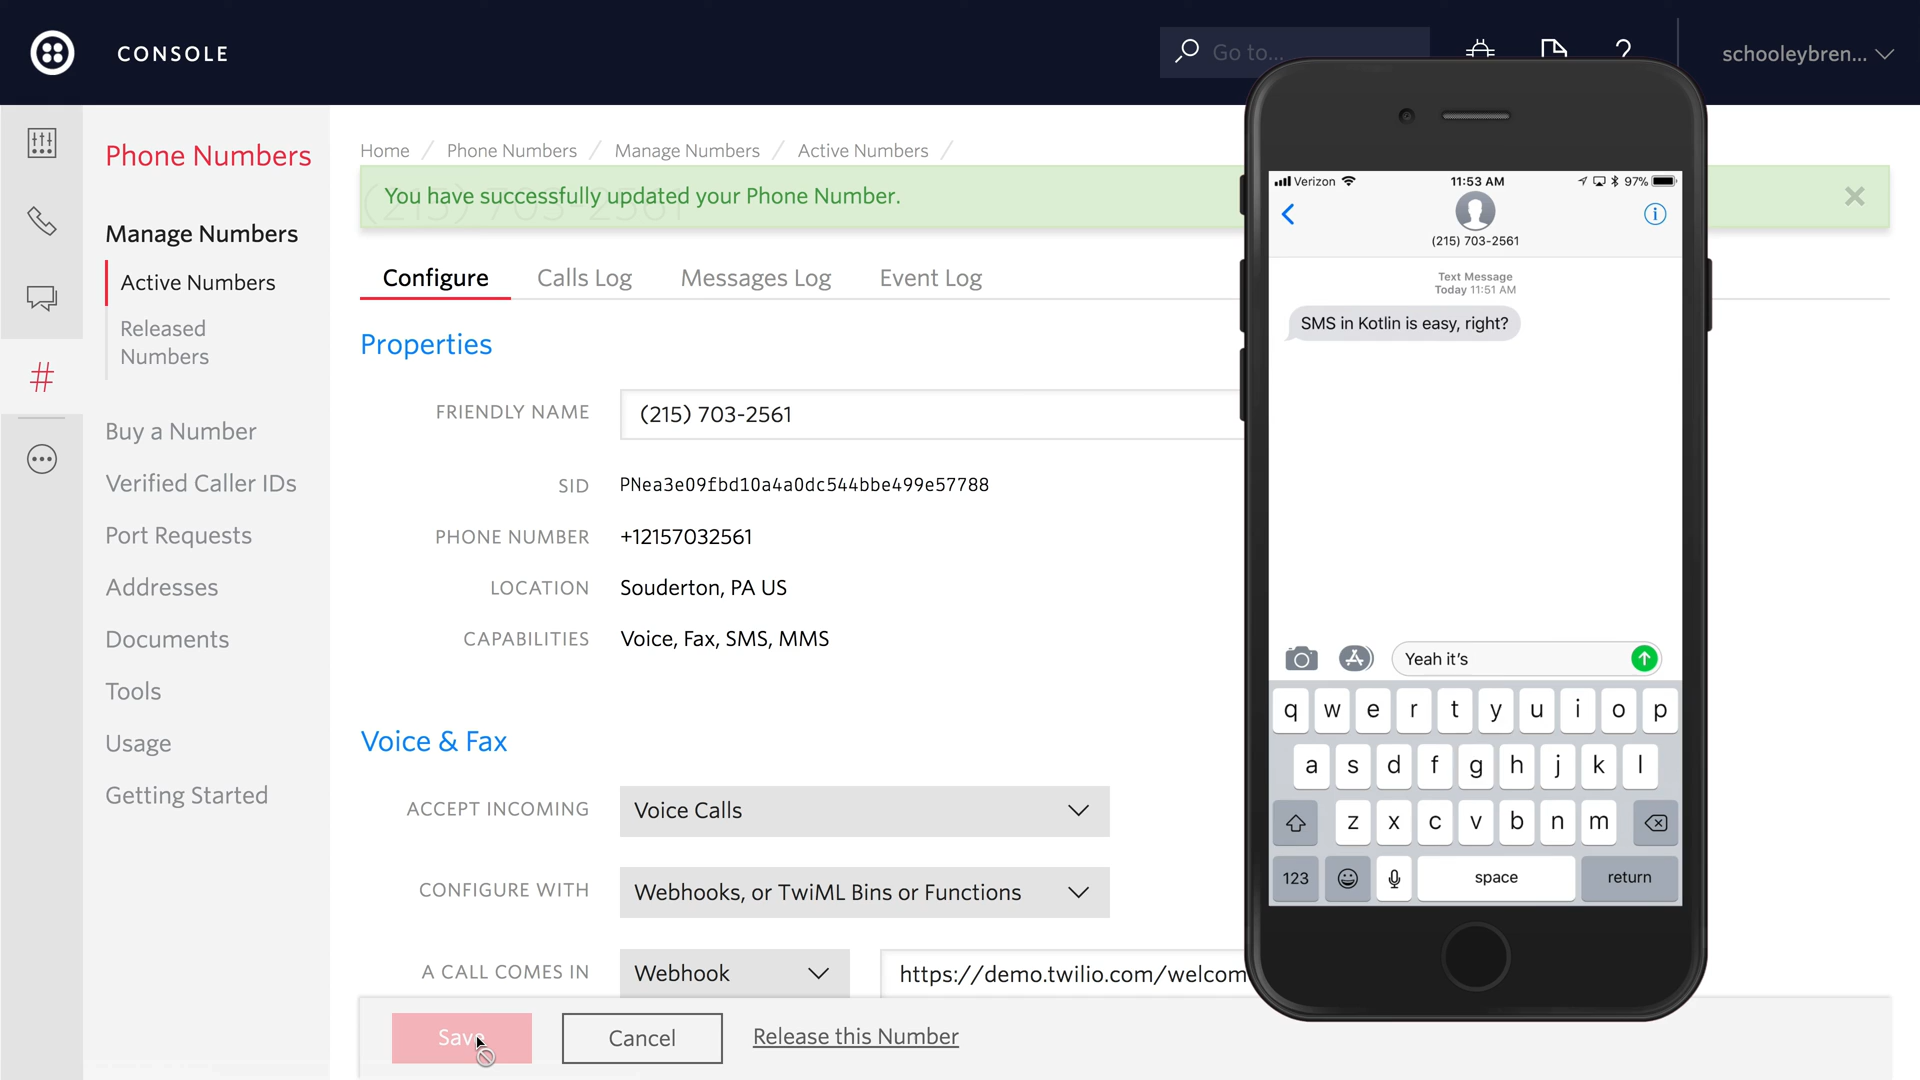 CONSOLE
Go to...
schooleybren...
Phone Numbers
Manage Numbers
Active Numbers
Released
Numbers
Buy a Number
Verified Caller IDs
Port Requests
Addresses
Documents
Tools
Usage
Getting Started
Home / Phone Numbers / Manage Numbers / Active Numbers /
(215) 703-2561
You have successfully updated your Phone Number.
Configure
Calls Log
Messages Log
Event Log
Properties
FRIENDLY NAME
(215) 703-2561
SID
PNea3e09fbd10a4a0dc544bbe499e57788
PHONE NUMBER
+12157032561
LOCATION
Souderton, PA US
CAPABILITIES
Voice, Fax, SMS, MMS
Voice & Fax
ACCEPT INCOMING
Voice Calls
CONFIGURE WITH
Webhooks, or TwiML Bins or Functions
A CALL COMES IN
Webhook
https://demo.twilio.com/welcom
Save
Cancel
Release this Number
Verizon
11:53 AM
97%
(215) 703-2561
Text Message
Today 11:51 AM
SMS in Kotlin is easy, right?
Yeah it's
q w e r t y u i o p
a s d f g h j k l
z x c v b n m
123
space
return